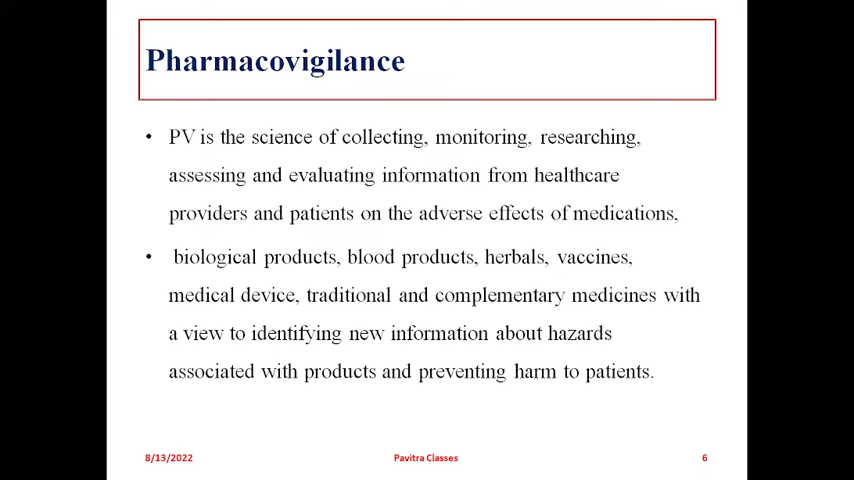 Pharmacovigilance
• PV is the science of collecting, monitoring, researching,
assessing and evaluating information from healthcare
providers and patients on the adverse effects of medications,
• biological products, blood products, herbals, vaccines,
medical device, traditional and complementary medicines with
a view to identifying new information about hazards
associated with products and preventing harm to patients.
8/13/2022
Pavitra Classes
6